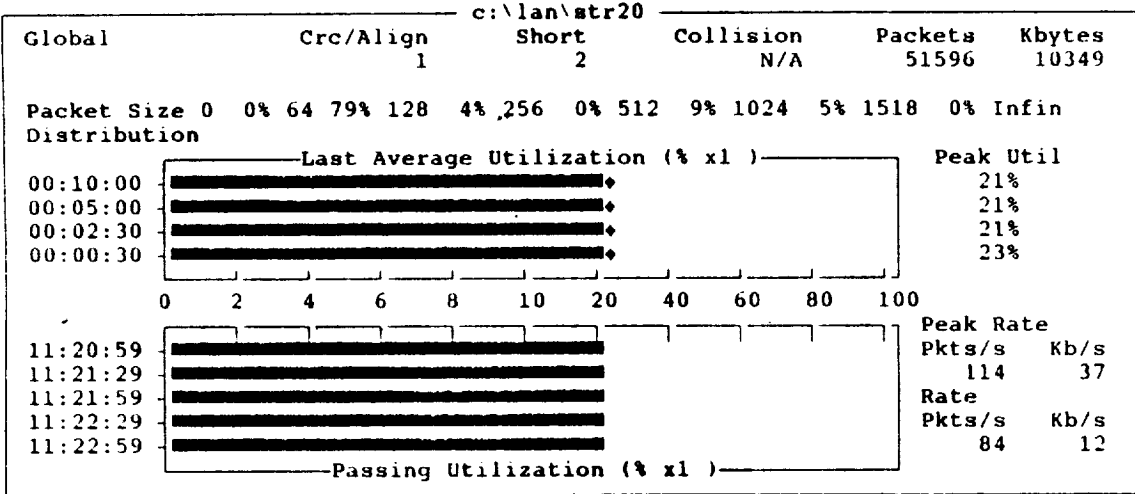 c:\lan\str20
Global Crc/Align Short Collision Packets Kbytes
1 2 N/A 51596 10349
Packet Size 0 0% 64 79% 128 4% 256 0% 512 9% 1024 5% 1518 0% Infin
Distribution
Last Average Utilization (% x1 ) Peak Util
00:10:00 21%
00:05:00 21%
00:02:30 21%
00:00:30 23%
0 2 4 6 8 10 20 40 60 80 100
Peak Rate
11:20:59 Pkts/s Kb/s
11:21:29 114 37
11:21:59 Rate
11:22:29 Pkts/s Kb/s
11:22:59 84 12
Passing Utilization (% x1 )